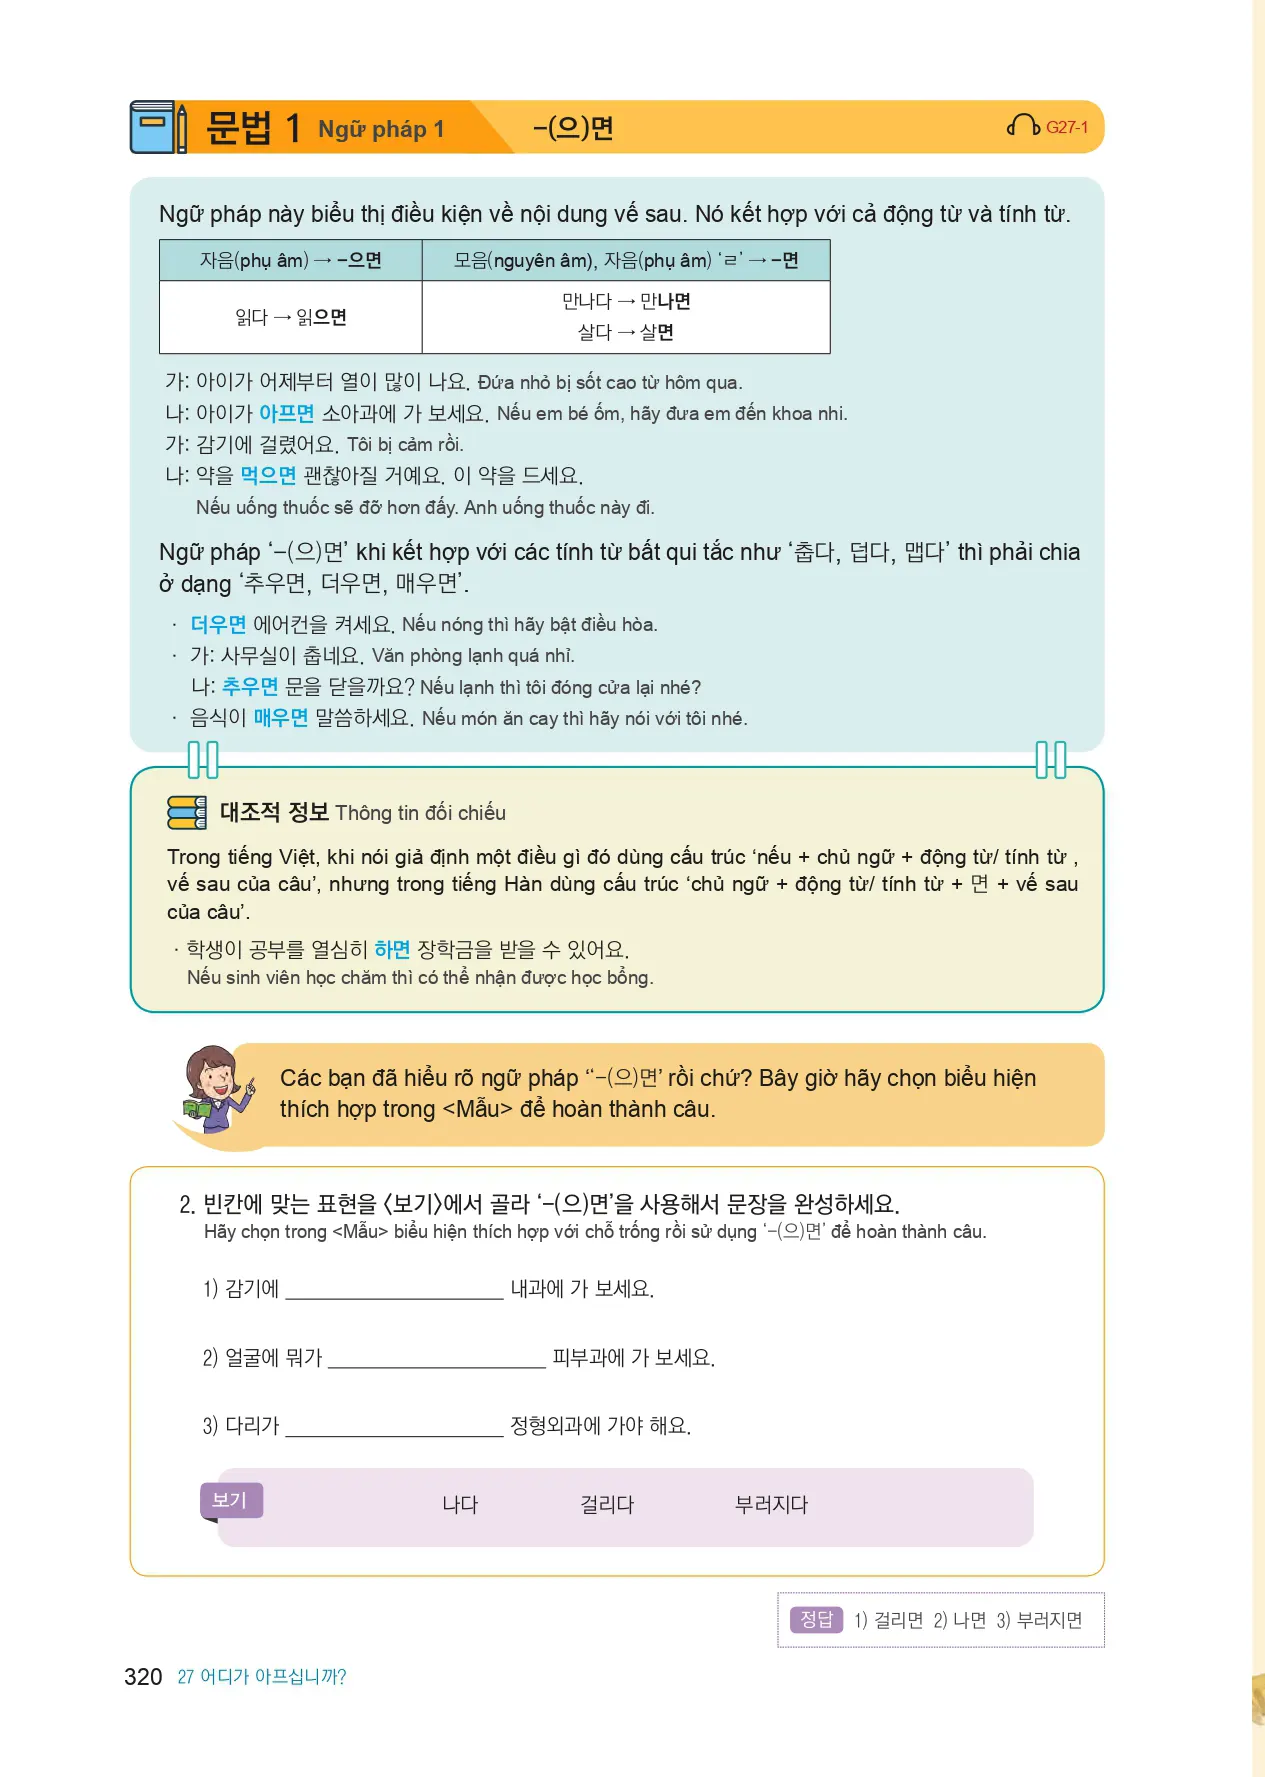 문법 1 Ngữ pháp 1 -(으)면 G27-1
Ngữ pháp này biểu thị điều kiện về nội dung vế sau. Nó kết hợp với cả động từ và tính từ.
자음(phụ âm) → -으면 모음(nguyên âm), 자음(phụ âm) ‘ㄹ’ → -면
읽다 → 읽으면 만나다 → 만나면
살다 → 살면
가: 아이가 어제부터 열이 많이 나요. Đứa nhỏ bị sốt cao từ hôm qua.
나: 아이가 아프면 소아과에 가 보세요. Nếu em bé ốm, hãy đưa em đến khoa nhi.
가: 감기에 걸렸어요. Tôi bị cảm rồi.
나: 약을 먹으면 괜찮아질 거예요. 이 약을 드세요.
Nếu uống thuốc sẽ đỡ hơn đấy. Anh uống thuốc này đi.
Ngữ pháp ‘-(으)면’ khi kết hợp với các tính từ bất qui tắc như ‘춥다, 덥다, 맵다’ thì phải chia
ở dạng ‘추우면, 더우면, 매우면’.
· 더우면 에어컨을 켜세요. Nếu nóng thì hãy bật điều hòa.
· 가: 사무실이 춥네요. Văn phòng lạnh quá nhỉ.
나: 추우면 문을 닫을까요? Nếu lạnh thì tôi đóng cửa lại nhé?
· 음식이 매우면 말씀하세요. Nếu món ăn cay thì hãy nói với tôi nhé.
대조적 정보 Thông tin đối chiếu
Trong tiếng Việt, khi nói giả định một điều gì đó dùng cấu trúc ‘nếu + chủ ngữ + động từ/ tính từ ,
vế sau của câu’, nhưng trong tiếng Hàn dùng cấu trúc ‘chủ ngữ + động từ/ tính từ + 면 + vế sau
của câu’.
· 학생이 공부를 열심히 하면 장학금을 받을 수 있어요.
Nếu sinh viên học chăm thì có thể nhận được học bổng.
Các bạn đã hiểu rõ ngữ pháp ‘‘-(으)면’ rồi chứ? Bây giờ hãy chọn biểu hiện
thích hợp trong <Mẫu> để hoàn thành câu.
2. 빈칸에 맞는 표현을 〈보기〉에서 골라 ‘-(으)면’을 사용해서 문장을 완성하세요.
Hãy chọn trong <Mẫu> biểu hiện thích hợp với chỗ trống rồi sử dụng ‘-(으)면’ để hoàn thành câu.
1) 감기에 ____________________ 내과에 가 보세요.
2) 얼굴에 뭐가 ____________________ 피부과에 가 보세요.
3) 다리가 ____________________ 정형외과에 가야 해요.
보기 나다 걸리다 부러지다
정답 1) 걸리면 2) 나면 3) 부러지면
320 27 어디가 아프십니까?